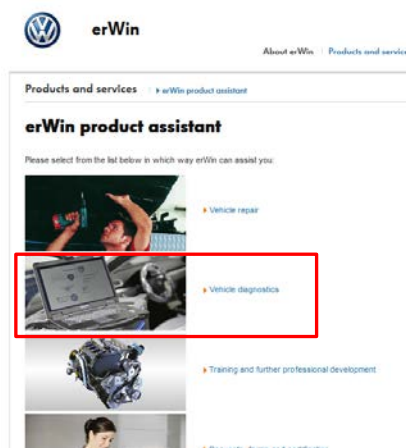 erWin
About erWin Products and service
Products and services erWin product assistant
erWin product assistant
Please select from the list below in which way erWin can assist you:
Vehicle repair
Vehicle diagnostics
Training and further professional development